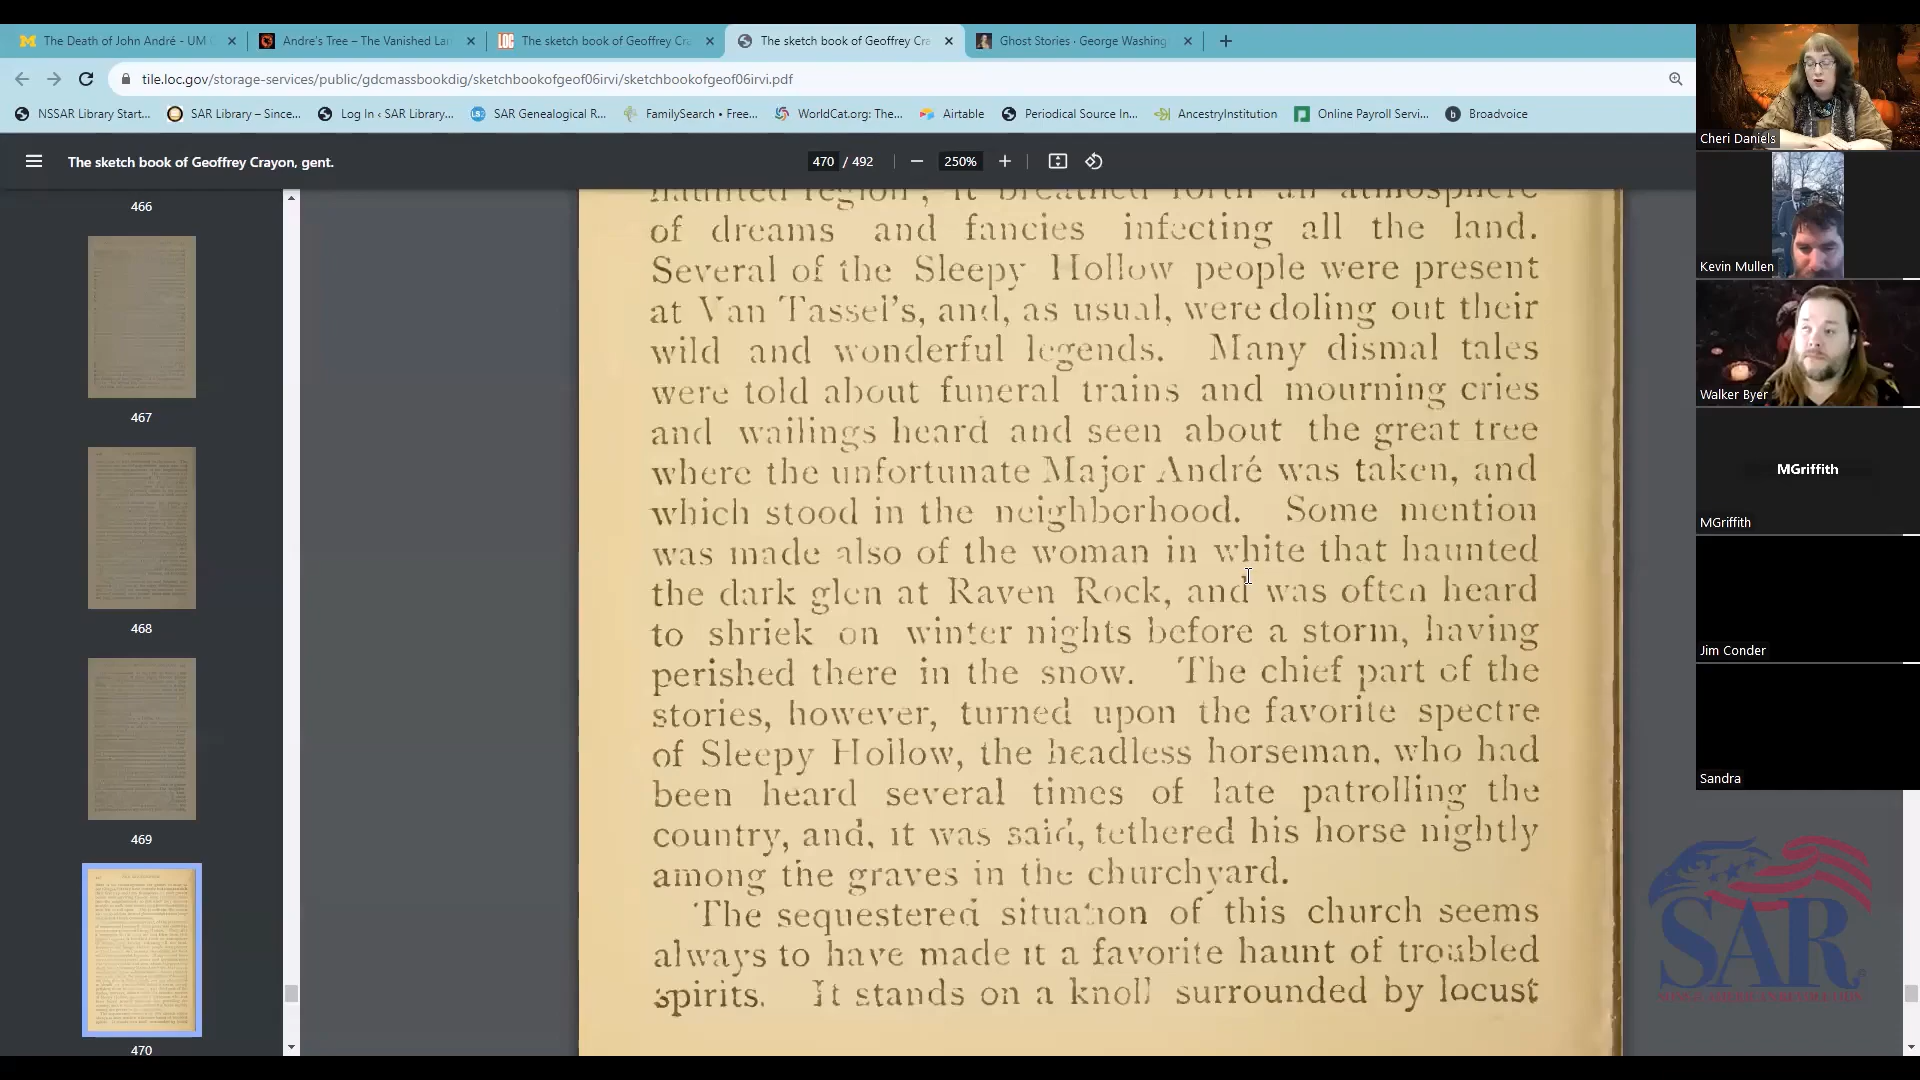 The Death of John André - UM
Andre's Tree – The Vanished La
The sketch book of Geoffrey Cra
The sketch book of Geoffrey Cra
Ghost Stories · George Washing
tile.loc.gov/storage-services/public/gdcmassbookdig/sketchbookofgeof06irvi/sketchbookofgeof06irvi.pdf
NSSAR Library Start... SAR Library – Since... Log In ‹ SAR Library... SAR Genealogical R... FamilySearch • Free... WorldCat.org: The... Airtable Periodical Source In... AncestryInstitution Online Payroll Servi... Broadvoice
The sketch book of Geoffrey Crayon, gent.
470 / 492
250%
466
467
468
469
470
haunted region; it breathed forth an atmosphere
of dreams and fancies infecting all the land.
Several of the Sleepy Hollow people were present
at Van Tassel's, and, as usual, were doling out their
wild and wonderful legends. Many dismal tales
were told about funeral trains and mourning cries
and wailings heard and seen about the great tree
where the unfortunate Major André was taken, and
which stood in the neighborhood. Some mention
was made also of the woman in white that haunted
the dark glen at Raven Rock, and was often heard
to shriek on winter nights before a storm, having
perished there in the snow. The chief part of the
stories, however, turned upon the favorite spectre
of Sleepy Hollow, the headless horseman, who had
been heard several times of late patrolling the
country, and, it was said, tethered his horse nightly
among the graves in the churchyard.
The sequestered situation of this church seems
always to have made it a favorite haunt of troubled
spirits. It stands on a knoll surrounded by locust
Cheri Daniels
Kevin Mullen
Walker Byer
MGriffith
MGriffith
Jim Conder
Sandra
SAR